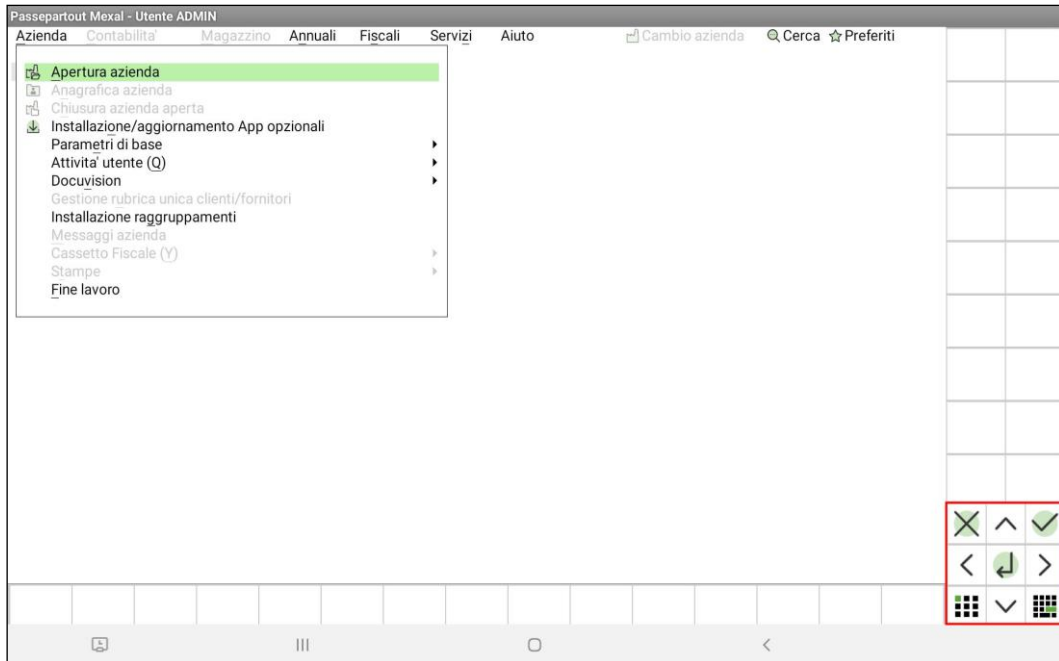 Passepartout Mexal - Utente ADMIN
Azienda Contabilita' Magazzino Annuali Fiscali Servizi Aiuto Cambio azienda Cerca Preferiti
Apertura azienda
Anagrafica azienda
Chiusura azienda aperta
Installazione/aggiornamento App opzionali
Parametri di base
Attivita' utente (Q)
Docuvision
Gestione rubrica unica clienti/fornitori
Installazione raggruppamenti
Messaggi azienda
Cassetto Fiscale (Y)
Stampe
Fine lavoro